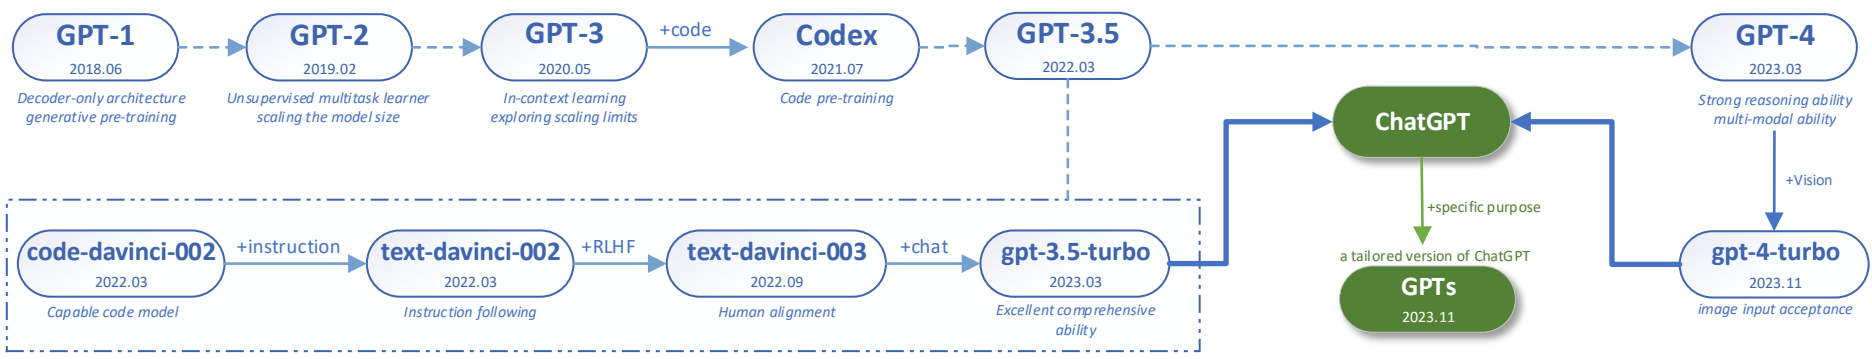 GPT-1
2018.06
Decoder-only architecture
generative pre-training
GPT-2
2019.02
Unsupervised multitask learner
scaling the model size
GPT-3
2020.05
In-context learning
exploring scaling limits
+code
Codex
2021.07
Code pre-training
GPT-3.5
2022.03
GPT-4
2023.03
Strong reasoning ability
multi-modal ability
ChatGPT
+Vision
+specific purpose
code-davinci-002
2022.03
Capable code model
+instruction
text-davinci-002
2022.03
Instruction following
+RLHF
text-davinci-003
2022.09
Human alignment
+chat
gpt-3.5-turbo
2023.03
Excellent comprehensive
ability
a tailored version of ChatGPT
GPTs
2023.11
gpt-4-turbo
2023.11
image input acceptance